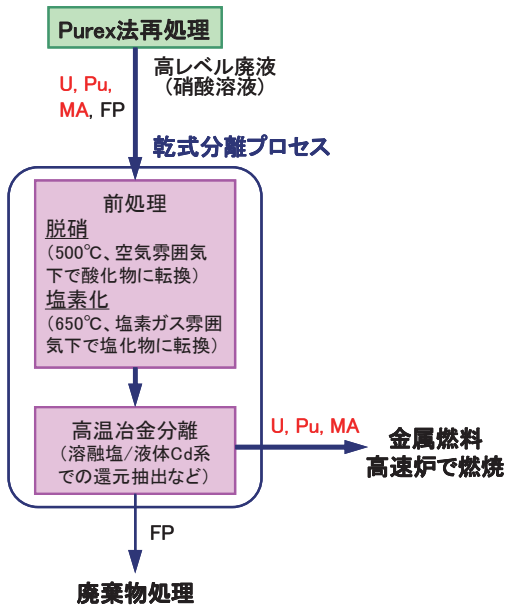 Purex法再処理
高レベル廃液
（硝酸溶液）
U, Pu,
MA, FP
乾式分離プロセス
前処理
脱硝
（500℃、空気雰囲気
下で酸化物に転換）
塩素化
（650℃、塩素ガス雰囲
気下で塩化物に転換）
高温冶金分離
（溶融塩/液体Cd系
での還元抽出など）
U, Pu, MA
金属燃料
高速炉で燃焼
FP
廃棄物処理